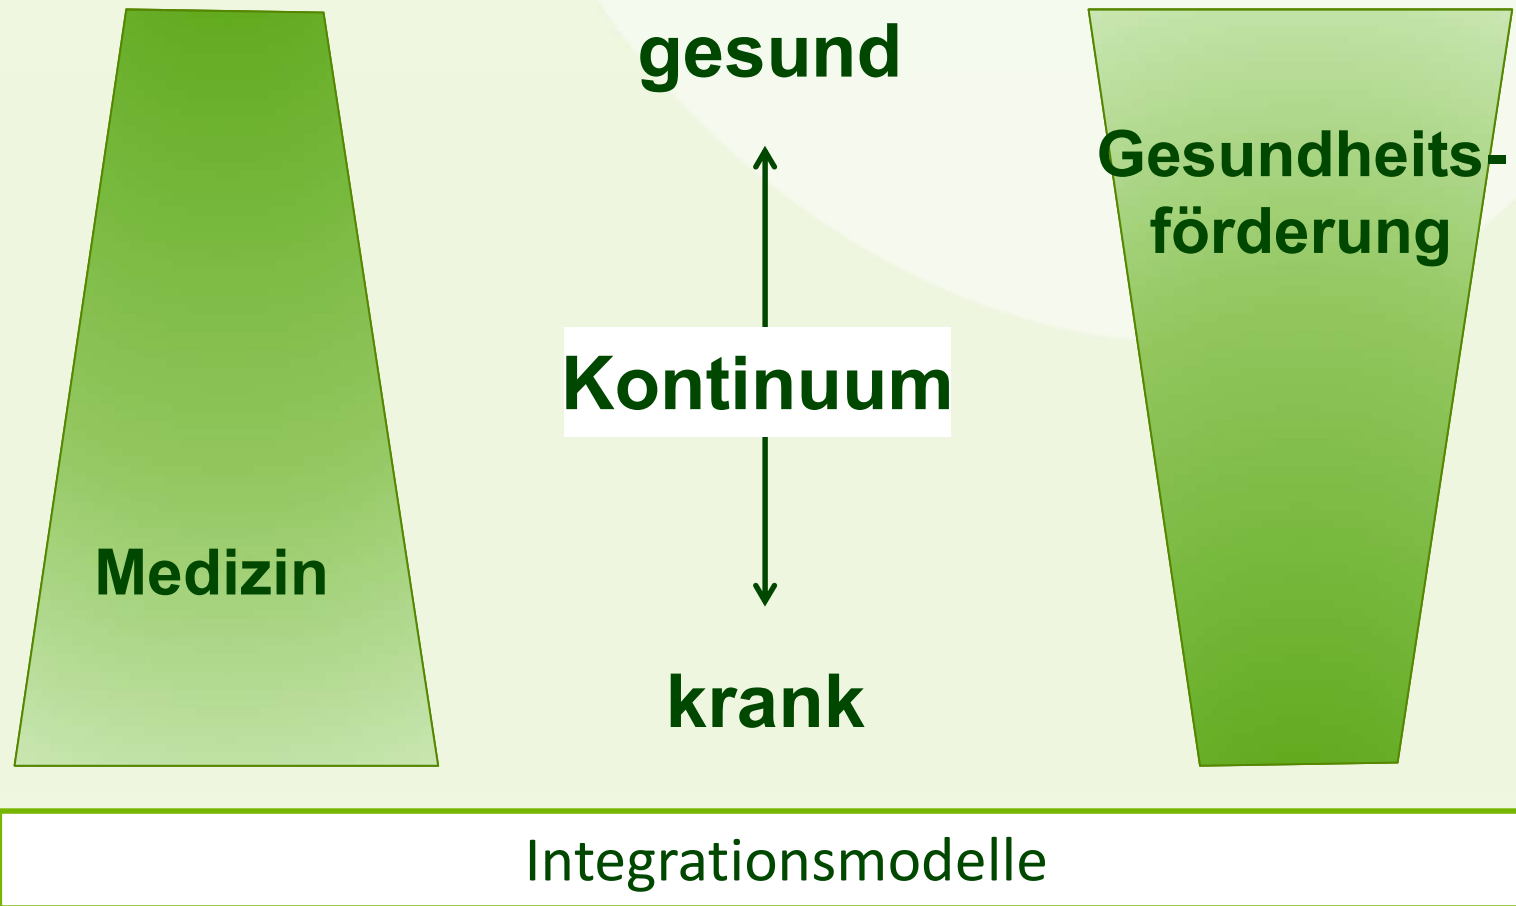 gesund
Gesundheits-
förderung
Kontinuum
Medizin
krank
Integrationsmodelle